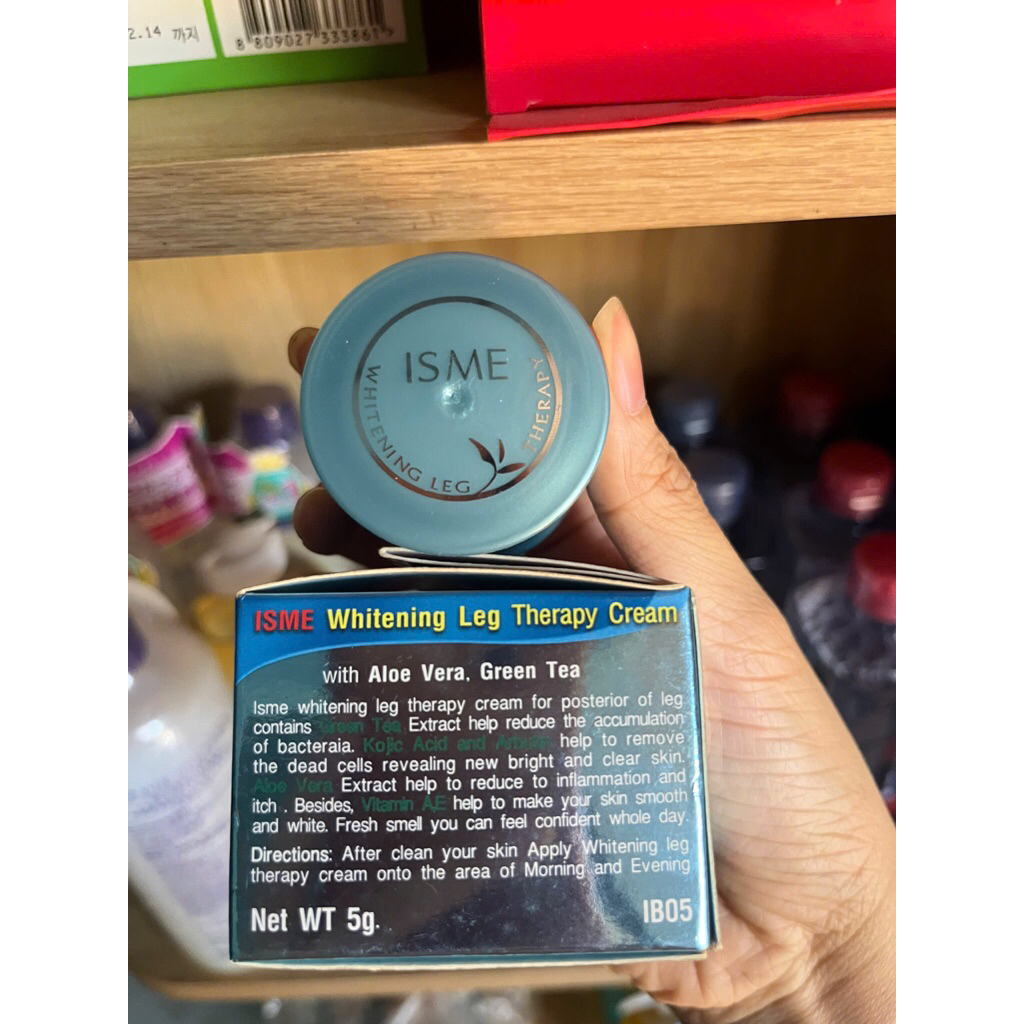 2.14 까지
8 809027 333861 >
ISME
WHITENING LEG THERAPY
ISME Whitening Leg Therapy Cream
with Aloe Vera, Green Tea
Isme whitening leg therapy cream for posterior of leg
contains Green Tea Extract help reduce the accumulation
of bacteraia. Kojic Acid and Arbutin help to remove
the dead cells revealing new bright and clear skin.
Aloe Vera Extract help to reduce to inflammation and
itch . Besides, Vitamin A,E help to make your skin smooth
and white. Fresh smell you can feel confident whole day.
Directions: After clean your skin Apply Whitening leg
therapy cream onto the area of Morning and Evening
Net WT 5g.
IB05